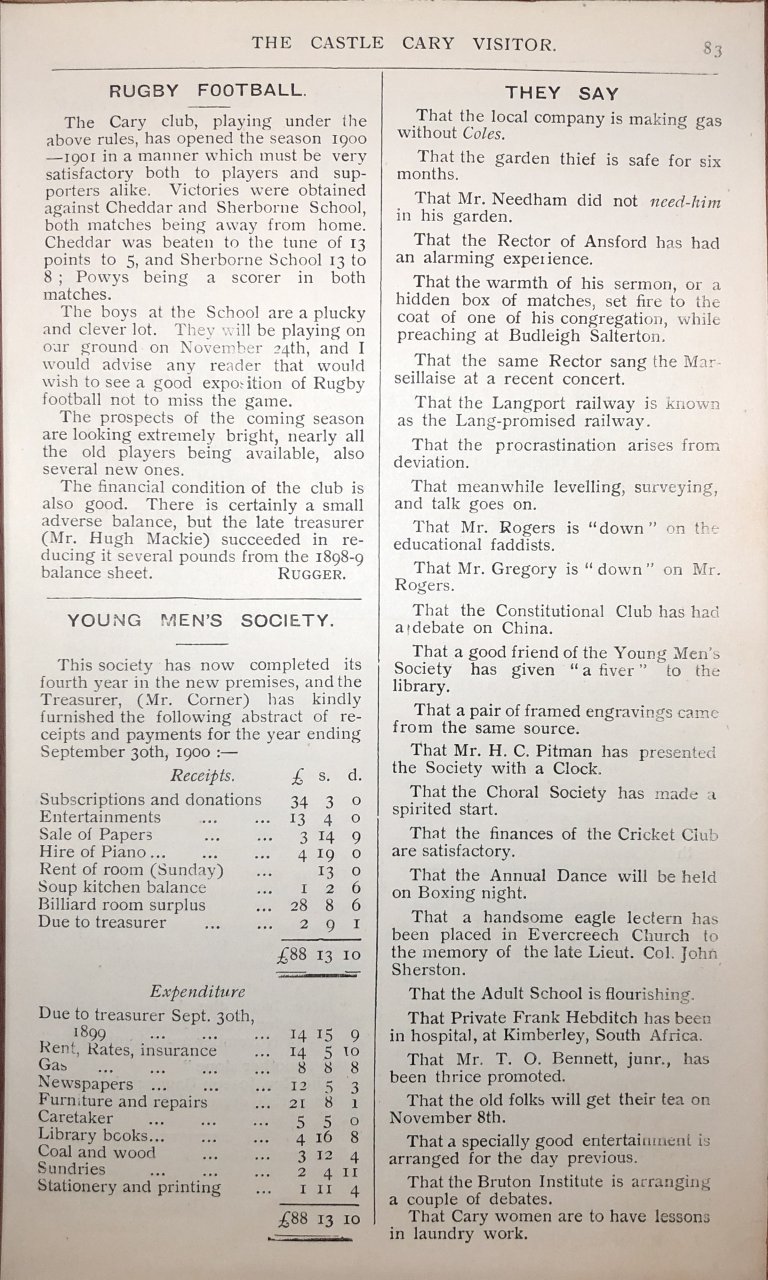 THE CASTLE CARY VISITOR.
83
RUGBY FOOTBALL.
The Cary club, playing under the
above rules, has opened the season 1900
—1901 in a manner which must be very
satisfactory both to players and sup-
porters alike. Victories were obtained
against Cheddar and Sherborne School,
both matches being away from home.
Cheddar was beaten to the tune of 13
points to 5, and Sherborne School 13 to
8 ; Powys being a scorer in both
matches.
The boys at the School are a plucky
and clever lot. They will be playing on
our ground on November 24th, and I
would advise any reader that would
wish to see a good exposition of Rugby
football not to miss the game.
The prospects of the coming season
are looking extremely bright, nearly all
the old players being available, also
several new ones.
The financial condition of the club is
also good. There is certainly a small
adverse balance, but the late treasurer
(Mr. Hugh Mackie) succeeded in re-
ducing it several pounds from the 1898-9
balance sheet. RUGGER.
YOUNG MEN'S SOCIETY.
This society has now completed its
fourth year in the new premises, and the
Treasurer, (Mr. Corner) has kindly
furnished the following abstract of re-
ceipts and payments for the year ending
September 30th, 1900 :—
Receipts. £ s. d.
Subscriptions and donations 34 3 0
Entertainments ... ... 13 4 0
Sale of Papers ... ... 3 14 9
Hire of Piano ... ... ... 4 19 0
Rent of room (Sunday) ... 13 0
Soup kitchen balance ... 1 2 6
Billiard room surplus ... 28 8 6
Due to treasurer ... ... 2 9 1
£88 13 10
Expenditure
Due to treasurer Sept. 30th,
1899 ... ... ... 14 15 9
Rent, Rates, insurance ... 14 5 10
Gas ... ... ... ... 8 8 8
Newspapers ... ... ... 12 5 3
Furniture and repairs ... 21 8 1
Caretaker ... ... ... 5 5 0
Library books... ... ... 4 16 8
Coal and wood ... ... 3 12 4
Sundries ... ... ... 2 4 11
Stationery and printing ... 1 11 4
£88 13 10
THEY SAY
That the local company is making gas
without Coles.
That the garden thief is safe for six
months.
That Mr. Needham did not need-him
in his garden.
That the Rector of Ansford has had
an alarming experience.
That the warmth of his sermon, or a
hidden box of matches, set fire to the
coat of one of his congregation, while
preaching at Budleigh Salterton.
That the same Rector sang the Mar-
seillaise at a recent concert.
That the Langport railway is known
as the Lang-promised railway.
That the procrastination arises from
deviation.
That meanwhile levelling, surveying,
and talk goes on.
That Mr. Rogers is "down" on the
educational faddists.
That Mr. Gregory is "down" on Mr.
Rogers.
That the Constitutional Club has had
a debate on China.
That a good friend of the Young Men's
Society has given "a fiver" to the
library.
That a pair of framed engravings came
from the same source.
That Mr. H. C. Pitman has presented
the Society with a Clock.
That the Choral Society has made a
spirited start.
That the finances of the Cricket Club
are satisfactory.
That the Annual Dance will be held
on Boxing night.
That a handsome eagle lectern has
been placed in Evercreech Church to
the memory of the late Lieut. Col. John
Sherston.
That the Adult School is flourishing.
That Private Frank Hebditch has been
in hospital, at Kimberley, South Africa.
That Mr. T. O. Bennett, junr., has
been thrice promoted.
That the old folks will get their tea on
November 8th.
That a specially good entertainment is
arranged for the day previous.
That the Bruton Institute is arranging
a couple of debates.
That Cary women are to have lessons
in laundry work.